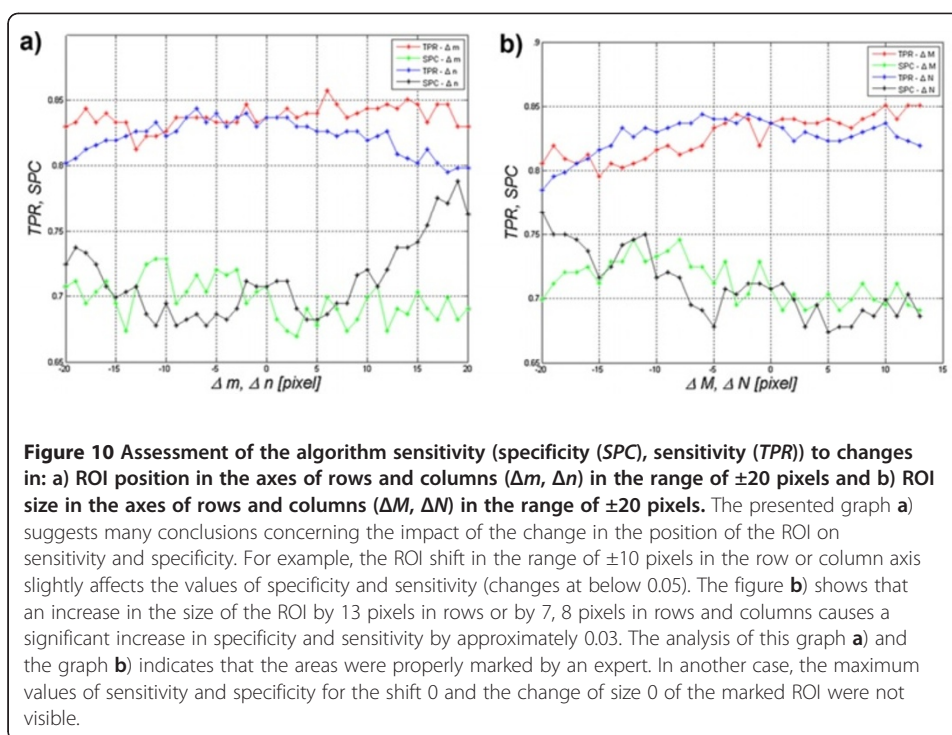 a)
TPR - Δ m
SPC - Δ m
TPR - Δ n
SPC - Δ n
0.85
0.8
0.75
0.7
0.65
TPR, SPC
-20 -15 -10 -5 0 5 10 15 20
Δ m, Δ n [pixel]
b)
.9
TPR - Δ M
SPC - Δ M
TPR - Δ N
SPC - Δ N
0.85
0.8
0.75
0.7
0.65
TPR, SPC
-20 -15 -10 -5 0 5 10 15
Δ M, Δ N [pixel]
Figure 10 Assessment of the algorithm sensitivity (specificity (SPC), sensitivity (TPR)) to changes
in: a) ROI position in the axes of rows and columns (Δm, Δn) in the range of ±20 pixels and b) ROI
size in the axes of rows and columns (ΔM, ΔN) in the range of ±20 pixels. The presented graph a)
suggests many conclusions concerning the impact of the change in the position of the ROI on
sensitivity and specificity. For example, the ROI shift in the range of ±10 pixels in the row or column axis
slightly affects the values of specificity and sensitivity (changes at below 0.05). The figure b) shows that
an increase in the size of the ROI by 13 pixels in rows or by 7, 8 pixels in rows and columns causes a
significant increase in specificity and sensitivity by approximately 0.03. The analysis of this graph a) and
the graph b) indicates that the areas were properly marked by an expert. In another case, the maximum
values of sensitivity and specificity for the shift 0 and the change of size 0 of the marked ROI were not
visible.